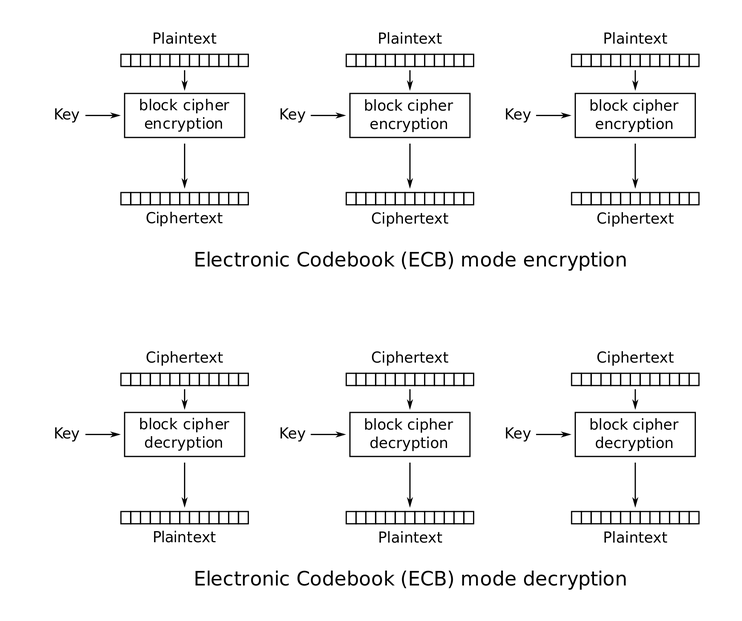 Plaintext Plaintext Plaintext
Key block cipher encryption Key block cipher encryption Key block cipher encryption
Ciphertext Ciphertext Ciphertext
Electronic Codebook (ECB) mode encryption
Ciphertext Ciphertext Ciphertext
Key block cipher decryption Key block cipher decryption Key block cipher decryption
Plaintext Plaintext Plaintext
Electronic Codebook (ECB) mode decryption